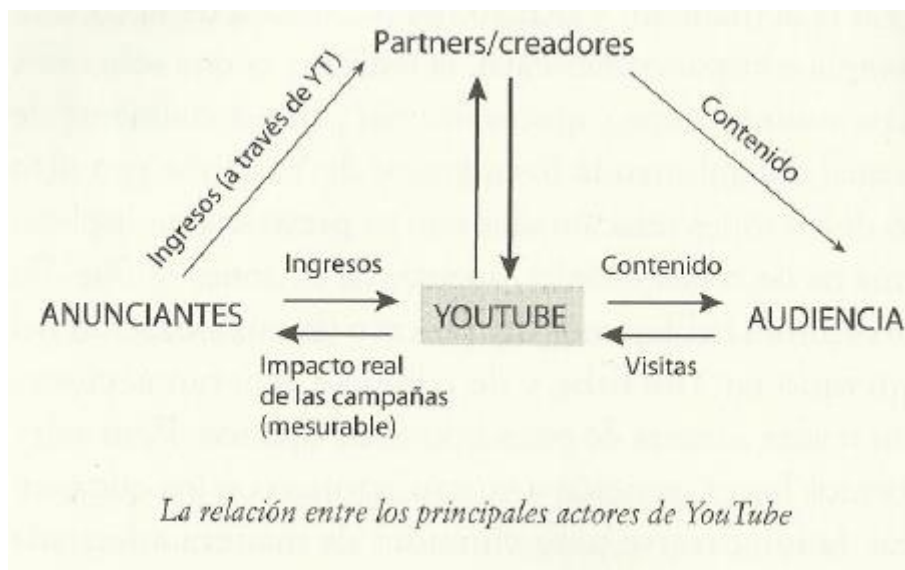 Partners/creadores
Ingresos (a través de YT)
Contenido
Ingresos
Contenido
ANUNCIANTES
YOUTUBE
AUDIENCIA
Impacto real
de las campañas
(mesurable)
Visitas
La relación entre los principales actores de YouTube